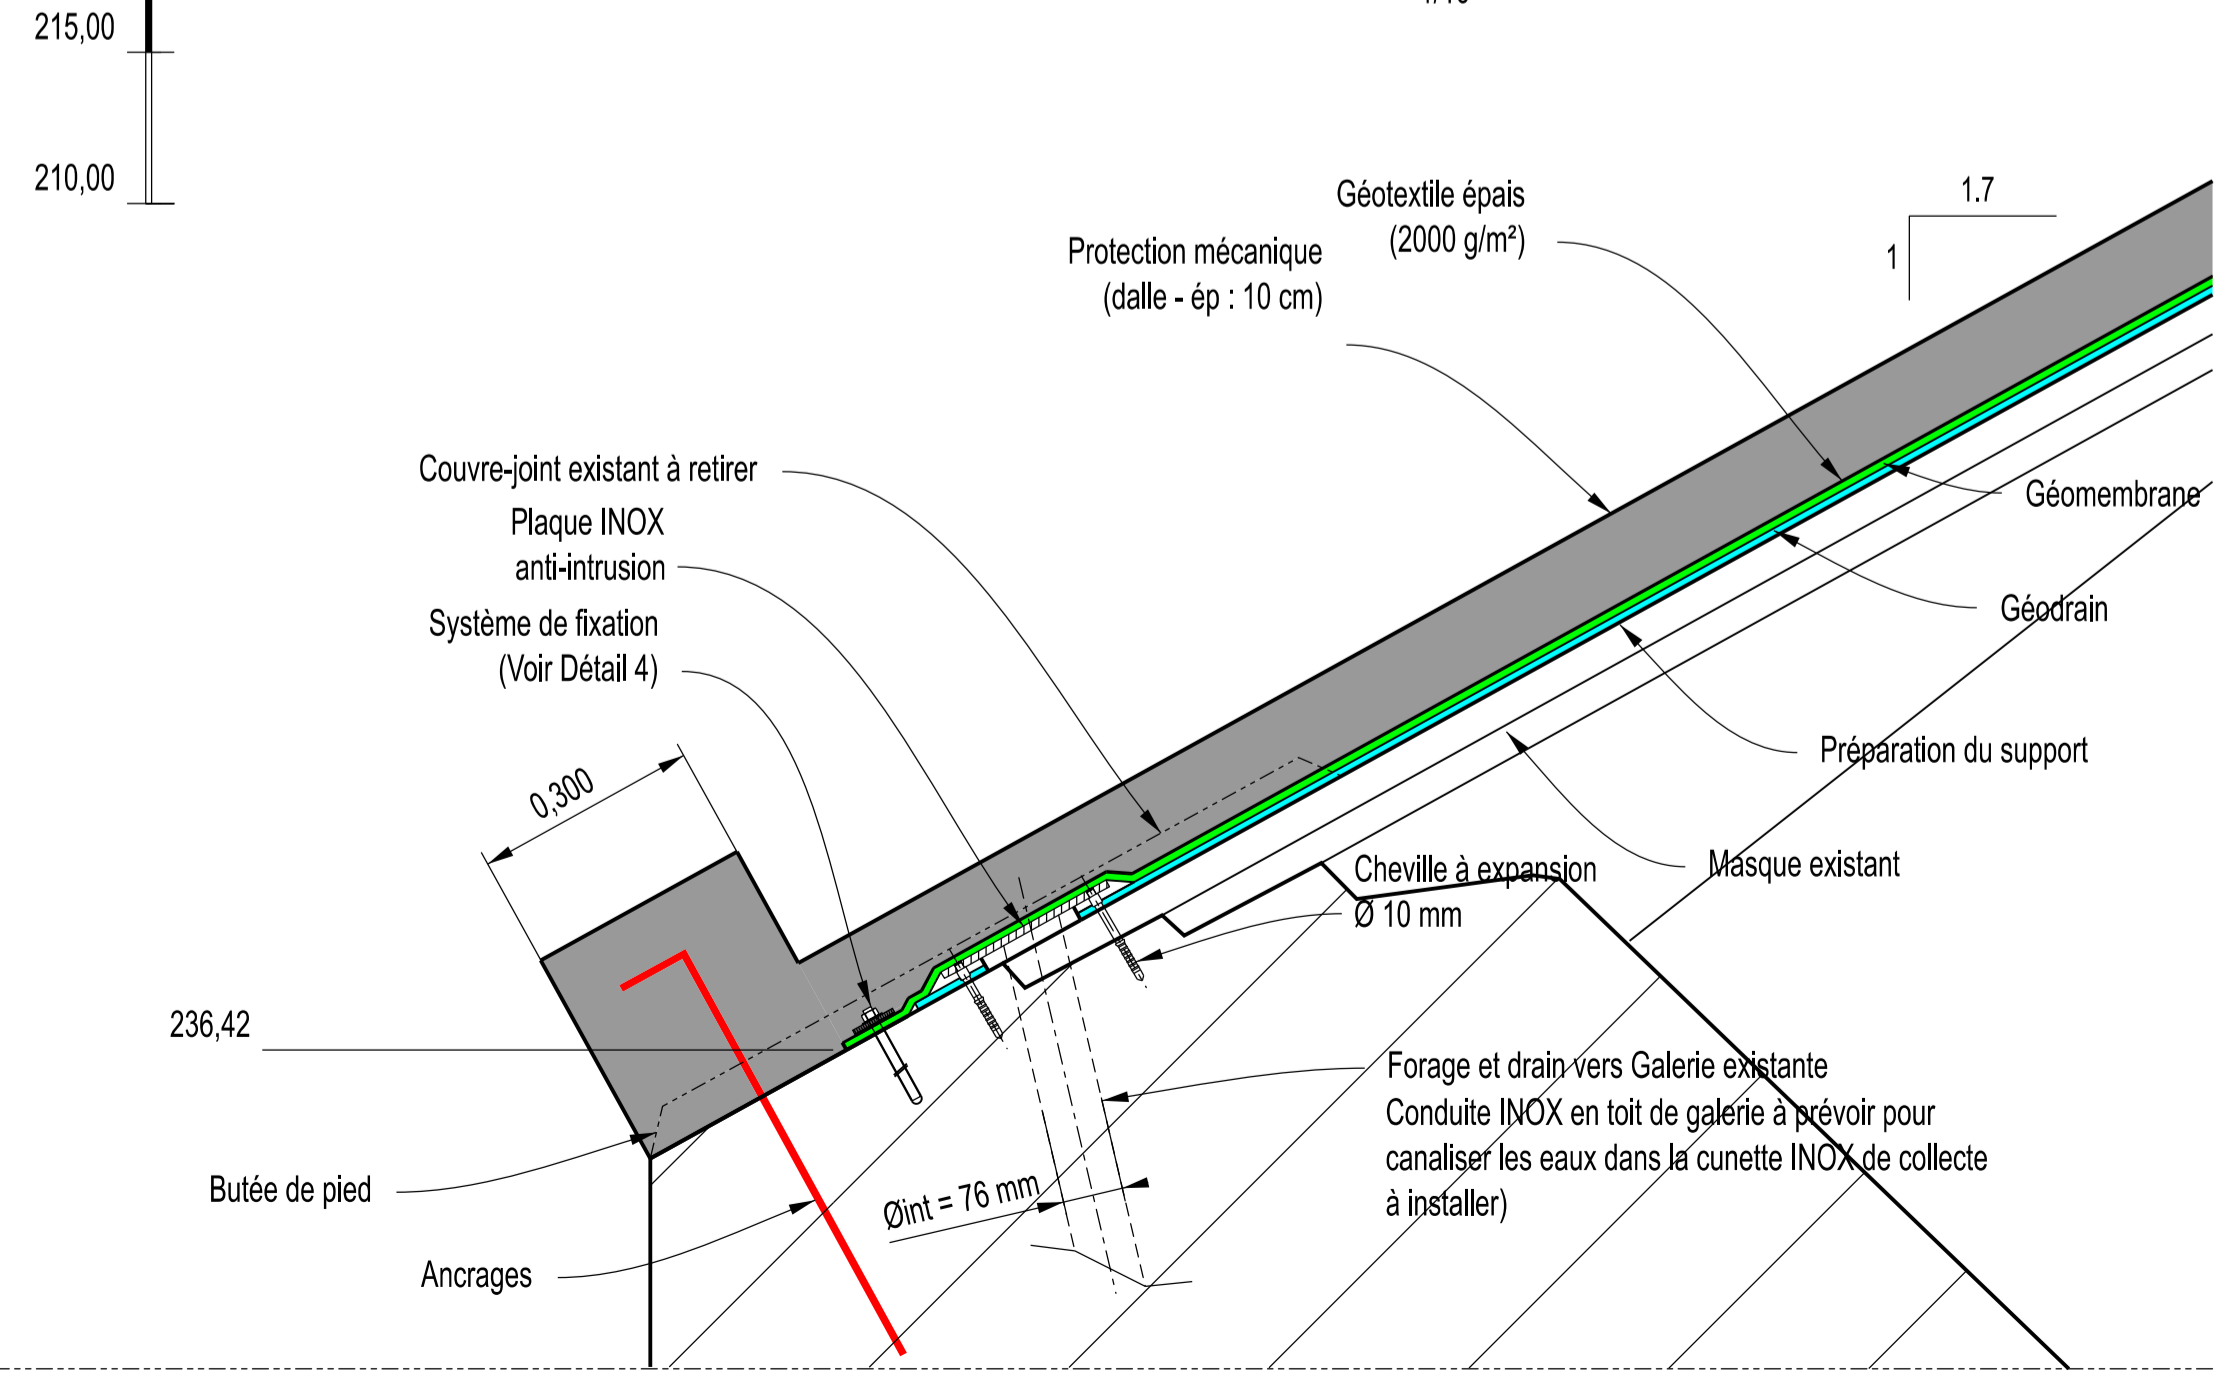 215,00
210,00
1.7
1
Géotextile épais
(2000 g/m²)
Protection mécanique
(dalle - ép : 10 cm)
Couvre-joint existant à retirer
Plaque INOX
anti-intrusion
Système de fixation
(Voir Détail 4)
Géomembrane
Géodrain
Préparation du support
Masque existant
0,300
Cheville à expansion
Ø 10 mm
236,42
Forage et drain vers Galerie existante
Conduite INOX en toit de galerie à prévoir pour
canaliser les eaux dans la cunette INOX de collecte
à installer)
Butée de pied
Øint = 76 mm
Ancrages